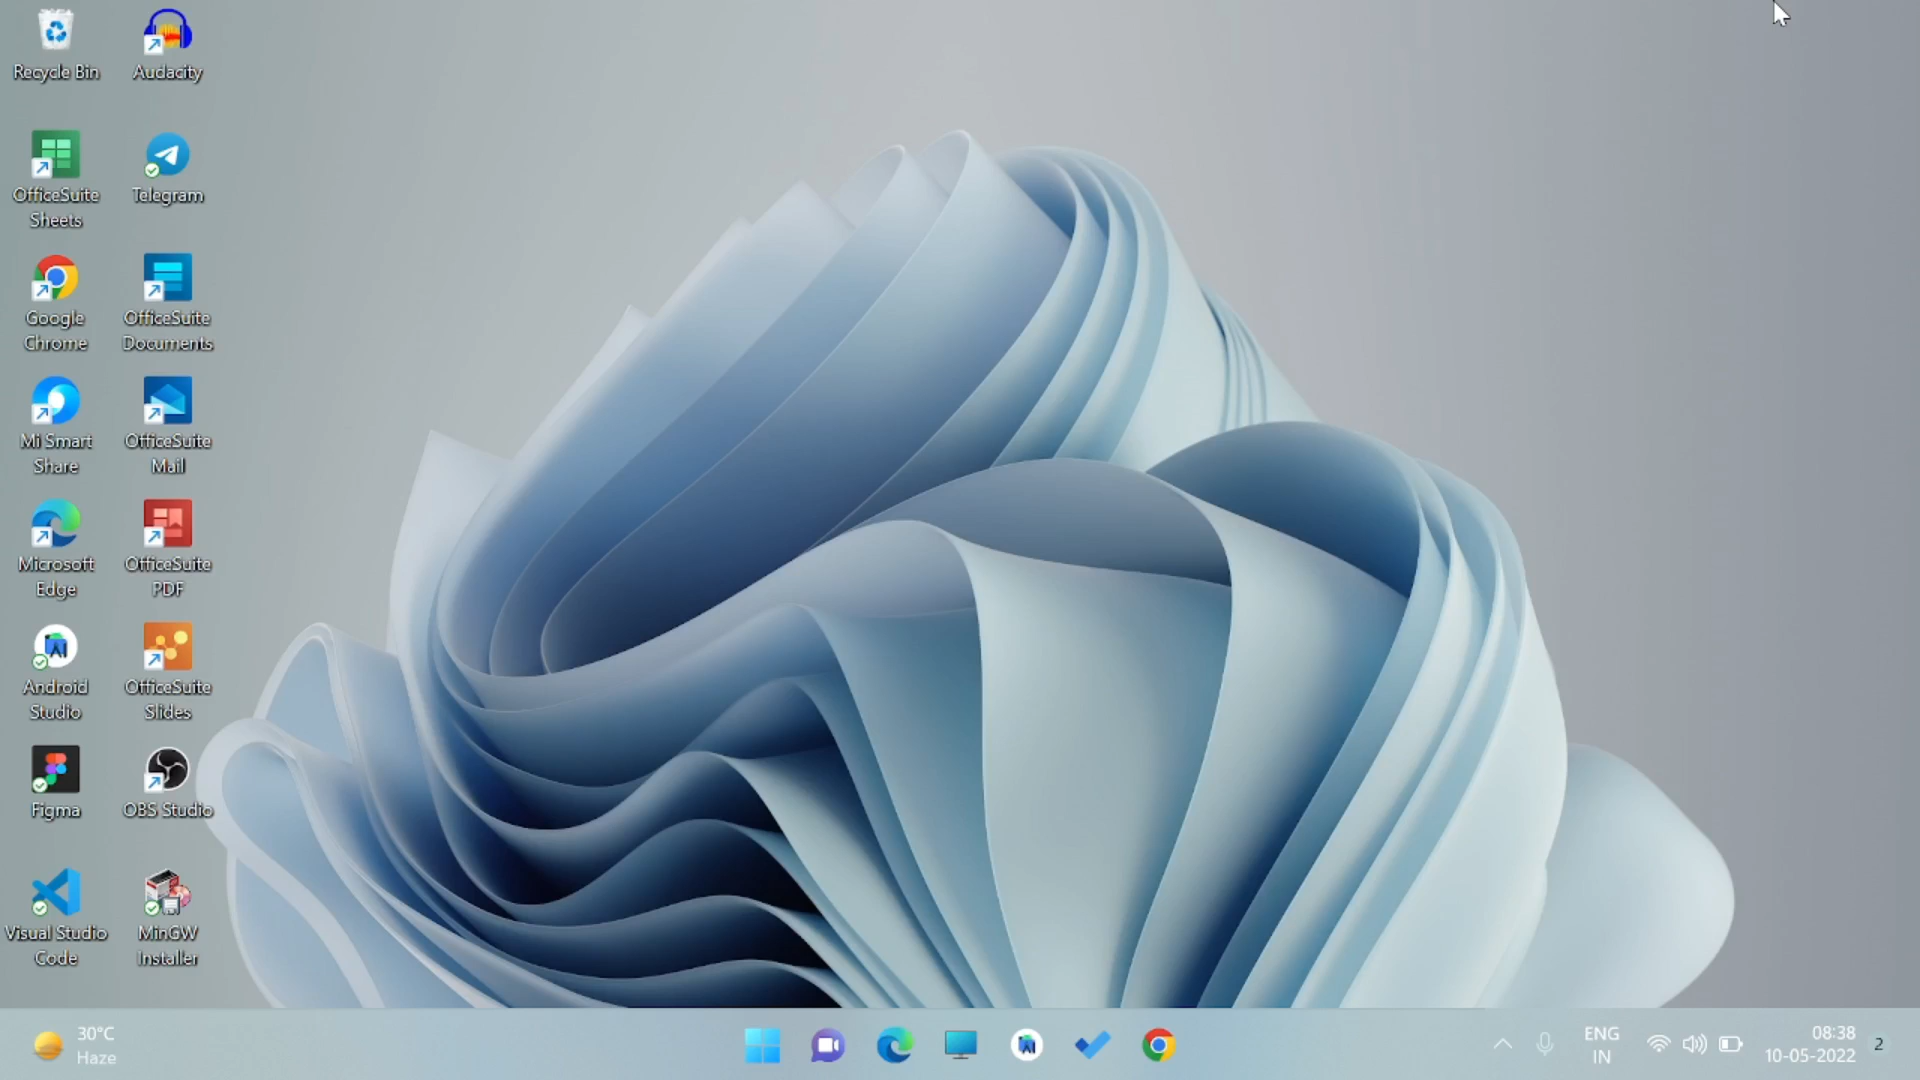 Recycle Bin
Audacity
OfficeSuite
Sheets
Telegram
Google
Chrome
OfficeSuite
Documents
Mi Smart
Share
OfficeSuite
Mail
Microsoft
Edge
OfficeSuite
PDF
Android
Studio
OfficeSuite
Slides
Figma
OBS Studio
Visual Studio
Code
MinGW
Installer
30°C
Haze
ENG
IN
08:38
10-05-2022
2